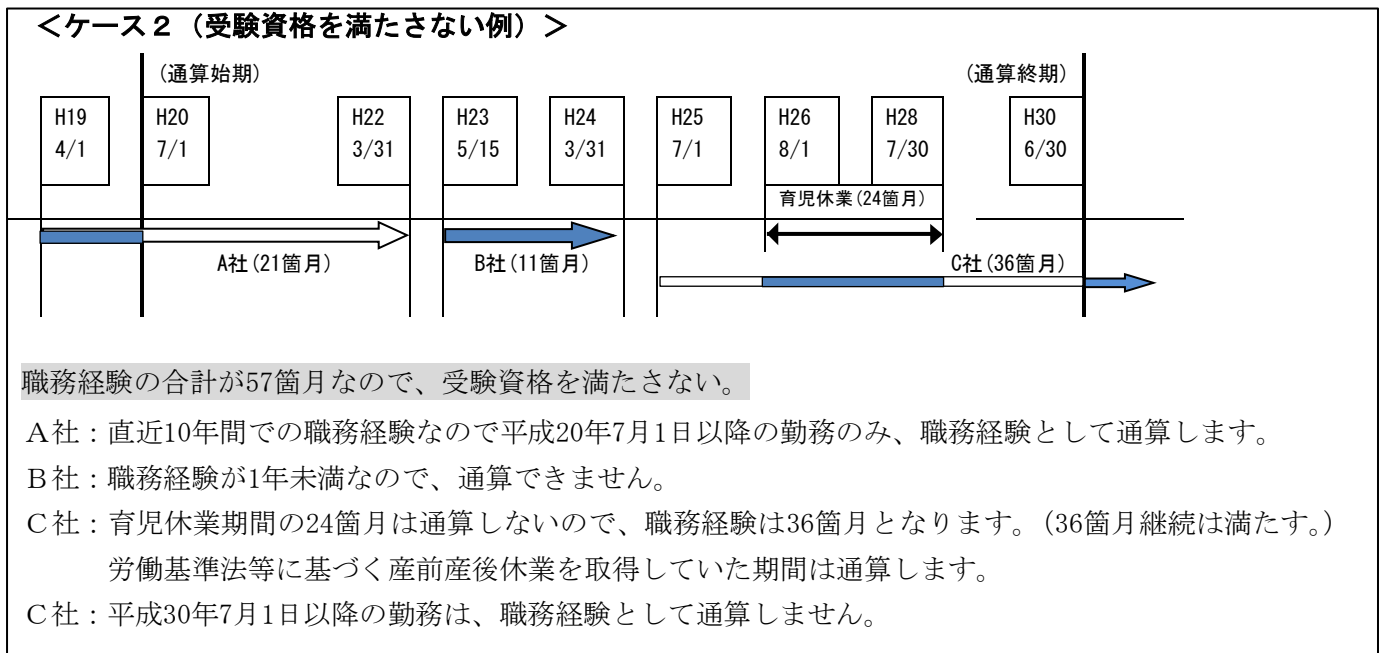 ＜ケース２（受験資格を満たさない例）＞
（通算始期） （通算終期）
H19 H20 H22 H23 H24 H25 H26 H28 H30
4/1 7/1 3/31 5/15 3/31 7/1 8/1 7/30 6/30
育児休業（24箇月）
A社（21箇月） B社（11箇月） C社（36箇月）
職務経験の合計が57箇月なので、受験資格を満たさない。
Ａ社：直近10年間での職務経験なので平成20年7月1日以降の勤務のみ、職務経験として通算します。
Ｂ社：職務経験が1年未満なので、通算できません。
Ｃ社：育児休業期間の24箇月は通算しないので、職務経験は36箇月となります。（36箇月継続は満たす。）
労働基準法等に基づく産前産後休業を取得していた期間は通算します。
Ｃ社：平成30年7月1日以降の勤務は、職務経験として通算しません。